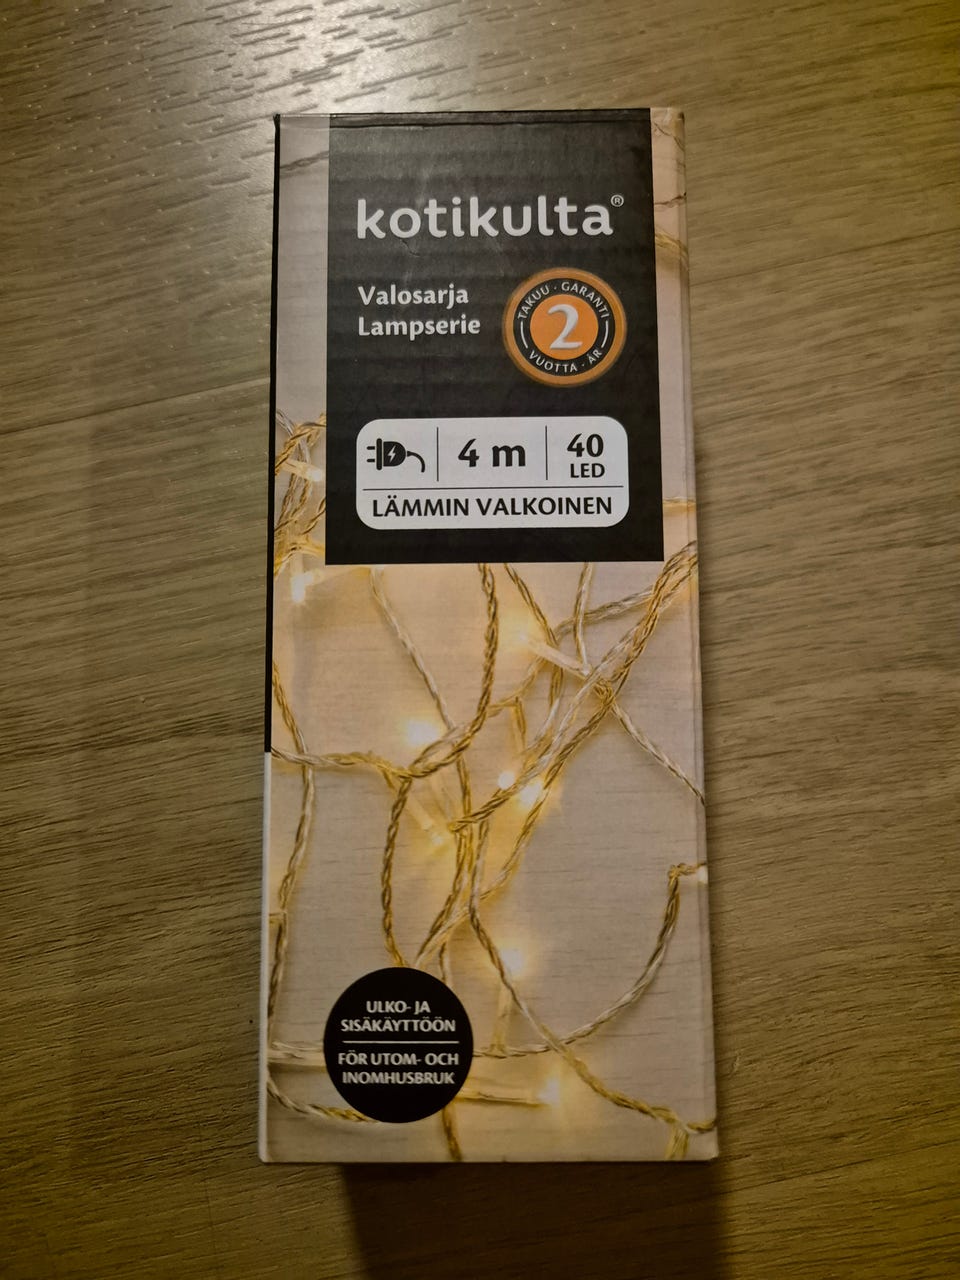 kotikulta®
Valosarja
Lampserie
TAKUU · GARANTI
2
VUOTTA · ÅR
4 m
40
LED
LÄMMIN VALKOINEN
ULKO- JA
SISÄKÄYTTÖÖN
FÖR UTOM- OCH
INOMHUSBRUK